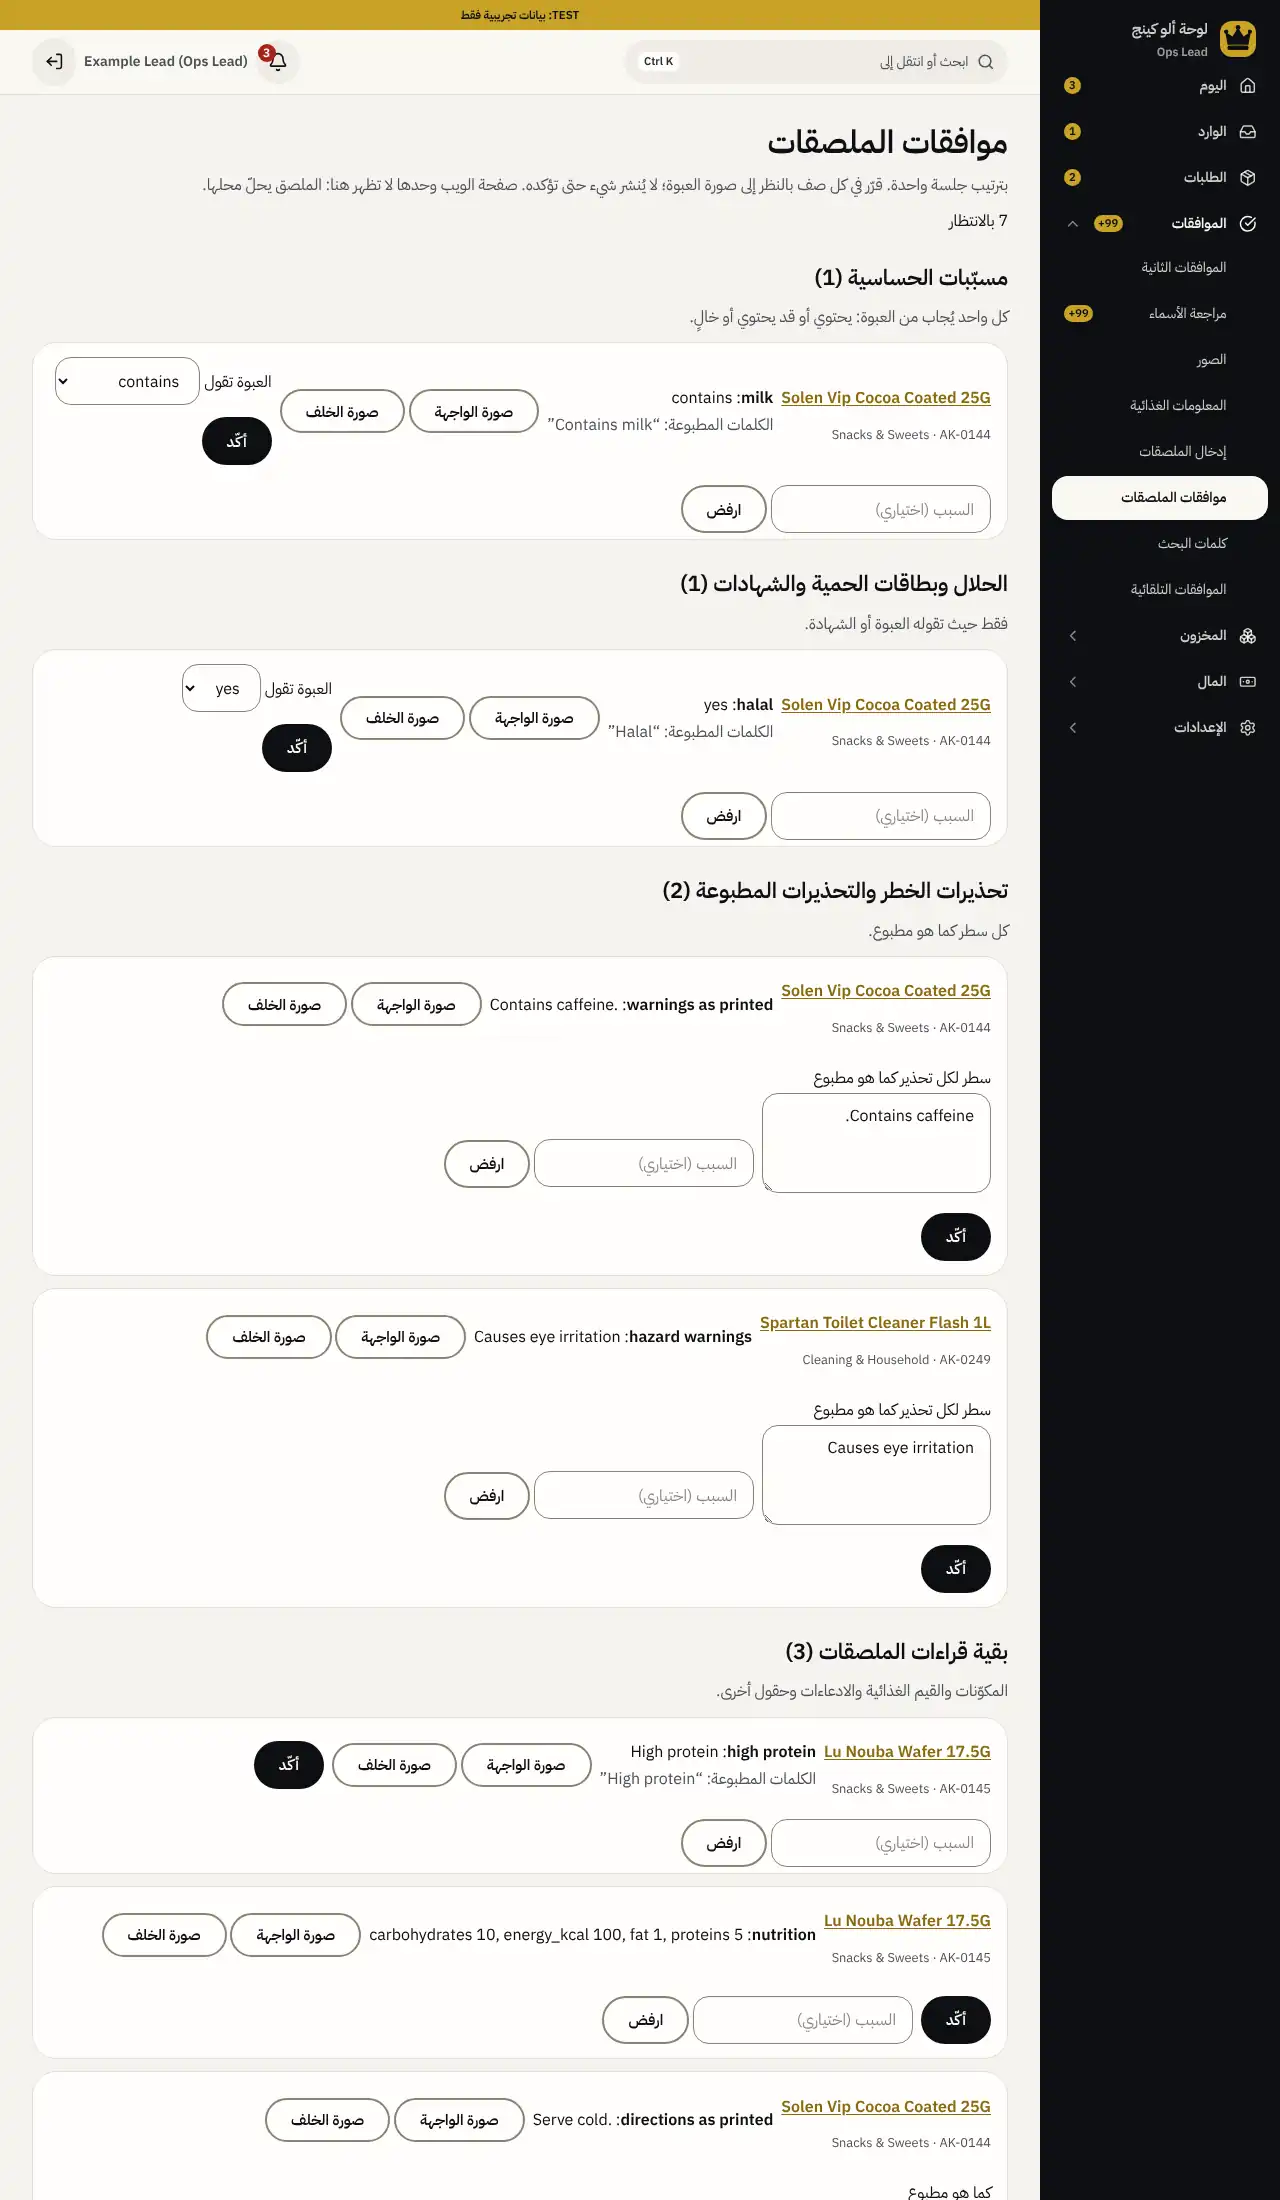 TEST: بيانات تجريبية فقط
لوحة ألو كينج
Ops Lead
اليوم 3
الوارد 1
الطلبات 2
الموافقات 99+
الموافقات الثانية
مراجعة الأسماء 99+
الصور
المعلومات الغذائية
إدخال الملصقات
موافقات الملصقات
كلمات البحث
الموافقات التلقائية
المخزون
المال
الإعدادات
ابحث أو انتقل إلى Ctrl K
3 Example Lead (Ops Lead)
موافقات الملصقات
بترتيب جلسة واحدة. قرّر في كل صف بالنظر إلى صورة العبوة؛ لا يُنشر شيء حتى تؤكده. صفحة الويب وحدها لا تظهر هنا: الملصق يحلّ محلها.
7 بالانتظار
مسبّبات الحساسية (1)
كل واحد يُجاب من العبوة: يحتوي أو قد يحتوي أو خالٍ.
Solen Vip Cocoa Coated 25G
Snacks & Sweets · AK-0144
milk: contains
الكلمات المطبوعة: “Contains milk”
صورة الواجهة
صورة الخلف
العبوة تقول contains
أكّد
السبب (اختياري)
ارفض
الحلال وبطاقات الحمية والشهادات (1)
فقط حيث تقوله العبوة أو الشهادة.
Solen Vip Cocoa Coated 25G
Snacks & Sweets · AK-0144
halal: yes
الكلمات المطبوعة: “Halal”
صورة الواجهة
صورة الخلف
العبوة تقول yes
أكّد
السبب (اختياري)
ارفض
تحذيرات الخطر والتحذيرات المطبوعة (2)
كل سطر كما هو مطبوع.
Solen Vip Cocoa Coated 25G
Snacks & Sweets · AK-0144
warnings as printed: Contains caffeine.
صورة الواجهة
صورة الخلف
سطر لكل تحذير كما هو مطبوع
Contains caffeine.
السبب (اختياري)
ارفض
أكّد
Spartan Toilet Cleaner Flash 1L
Cleaning & Household · AK-0249
hazard warnings: Causes eye irritation
صورة الواجهة
صورة الخلف
سطر لكل تحذير كما هو مطبوع
Causes eye irritation
السبب (اختياري)
ارفض
أكّد
بقية قراءات الملصقات (3)
المكوّنات والقيم الغذائية والادعاءات وحقول أخرى.
Lu Nouba Wafer 17.5G
Snacks & Sweets · AK-0145
high protein: High protein
الكلمات المطبوعة: “High protein”
صورة الواجهة
صورة الخلف
أكّد
السبب (اختياري)
ارفض
Lu Nouba Wafer 17.5G
Snacks & Sweets · AK-0145
nutrition: carbohydrates 10, energy_kcal 100, fat 1, proteins 5
صورة الواجهة
صورة الخلف
أكّد
السبب (اختياري)
ارفض
Solen Vip Cocoa Coated 25G
Snacks & Sweets · AK-0144
directions as printed: Serve cold.
صورة الواجهة
صورة الخلف
كما هو مطبوع